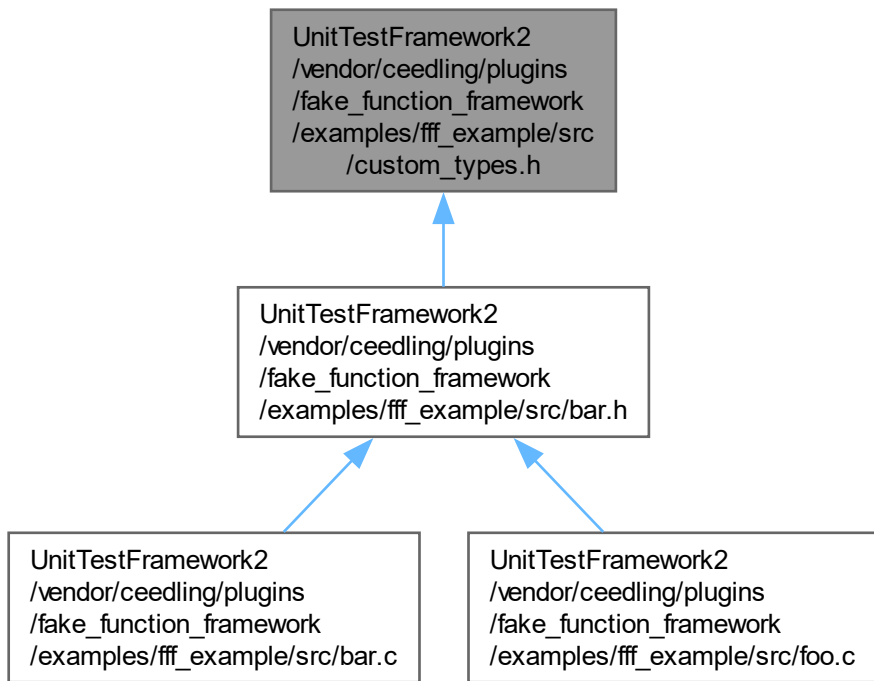 UnitTestFramework2
/vendor/ceedling/plugins
/fake_function_framework
/examples/fff_example/src
/custom_types.h
UnitTestFramework2
/vendor/ceedling/plugins
/fake_function_framework
/examples/fff_example/src/bar.h
UnitTestFramework2
/vendor/ceedling/plugins
/fake_function_framework
/examples/fff_example/src/bar.c
UnitTestFramework2
/vendor/ceedling/plugins
/fake_function_framework
/examples/fff_example/src/foo.c